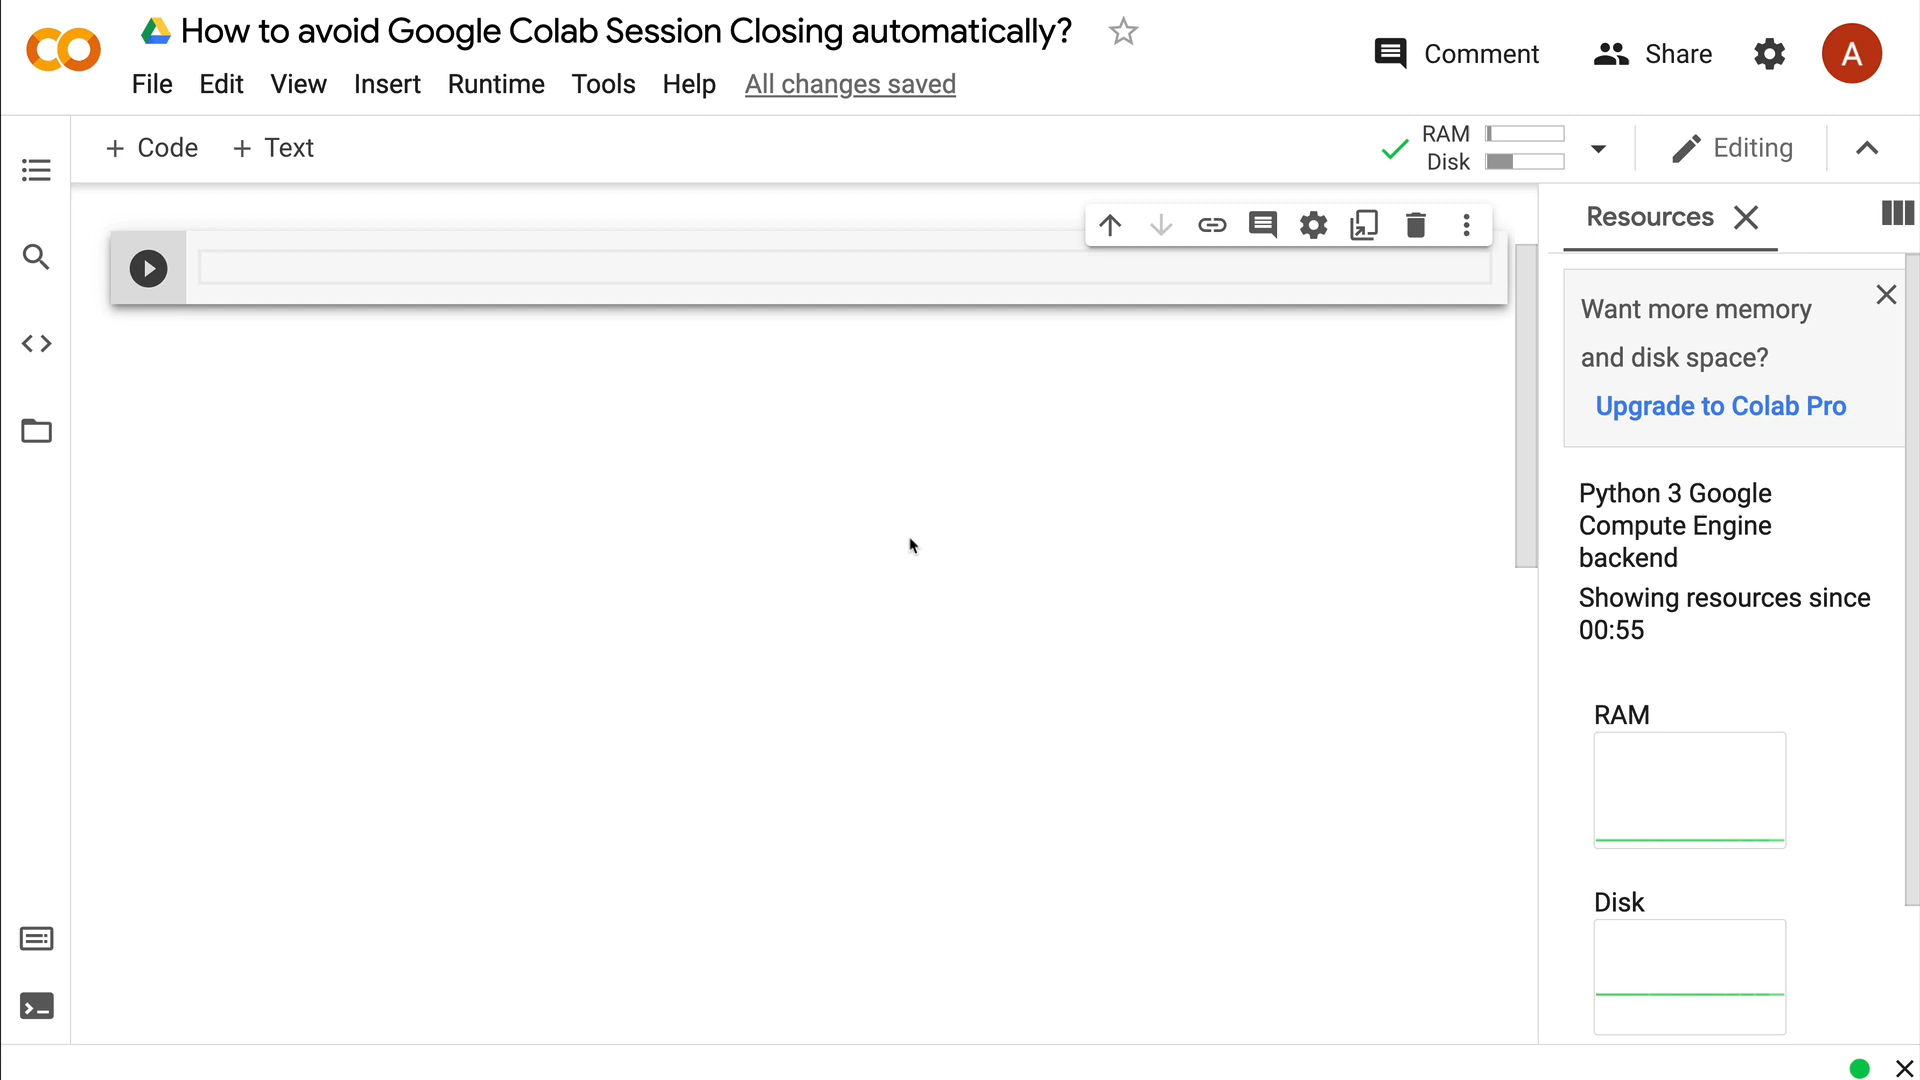 How to avoid Google Colab Session Closing automatically?
Comment
Share
A
File Edit View Insert Runtime Tools Help All changes saved
+ Code + Text
RAM
Disk
Editing
Resources
Want more memory
and disk space?
Upgrade to Colab Pro
Python 3 Google
Compute Engine
backend
Showing resources since
00:55
RAM
Disk